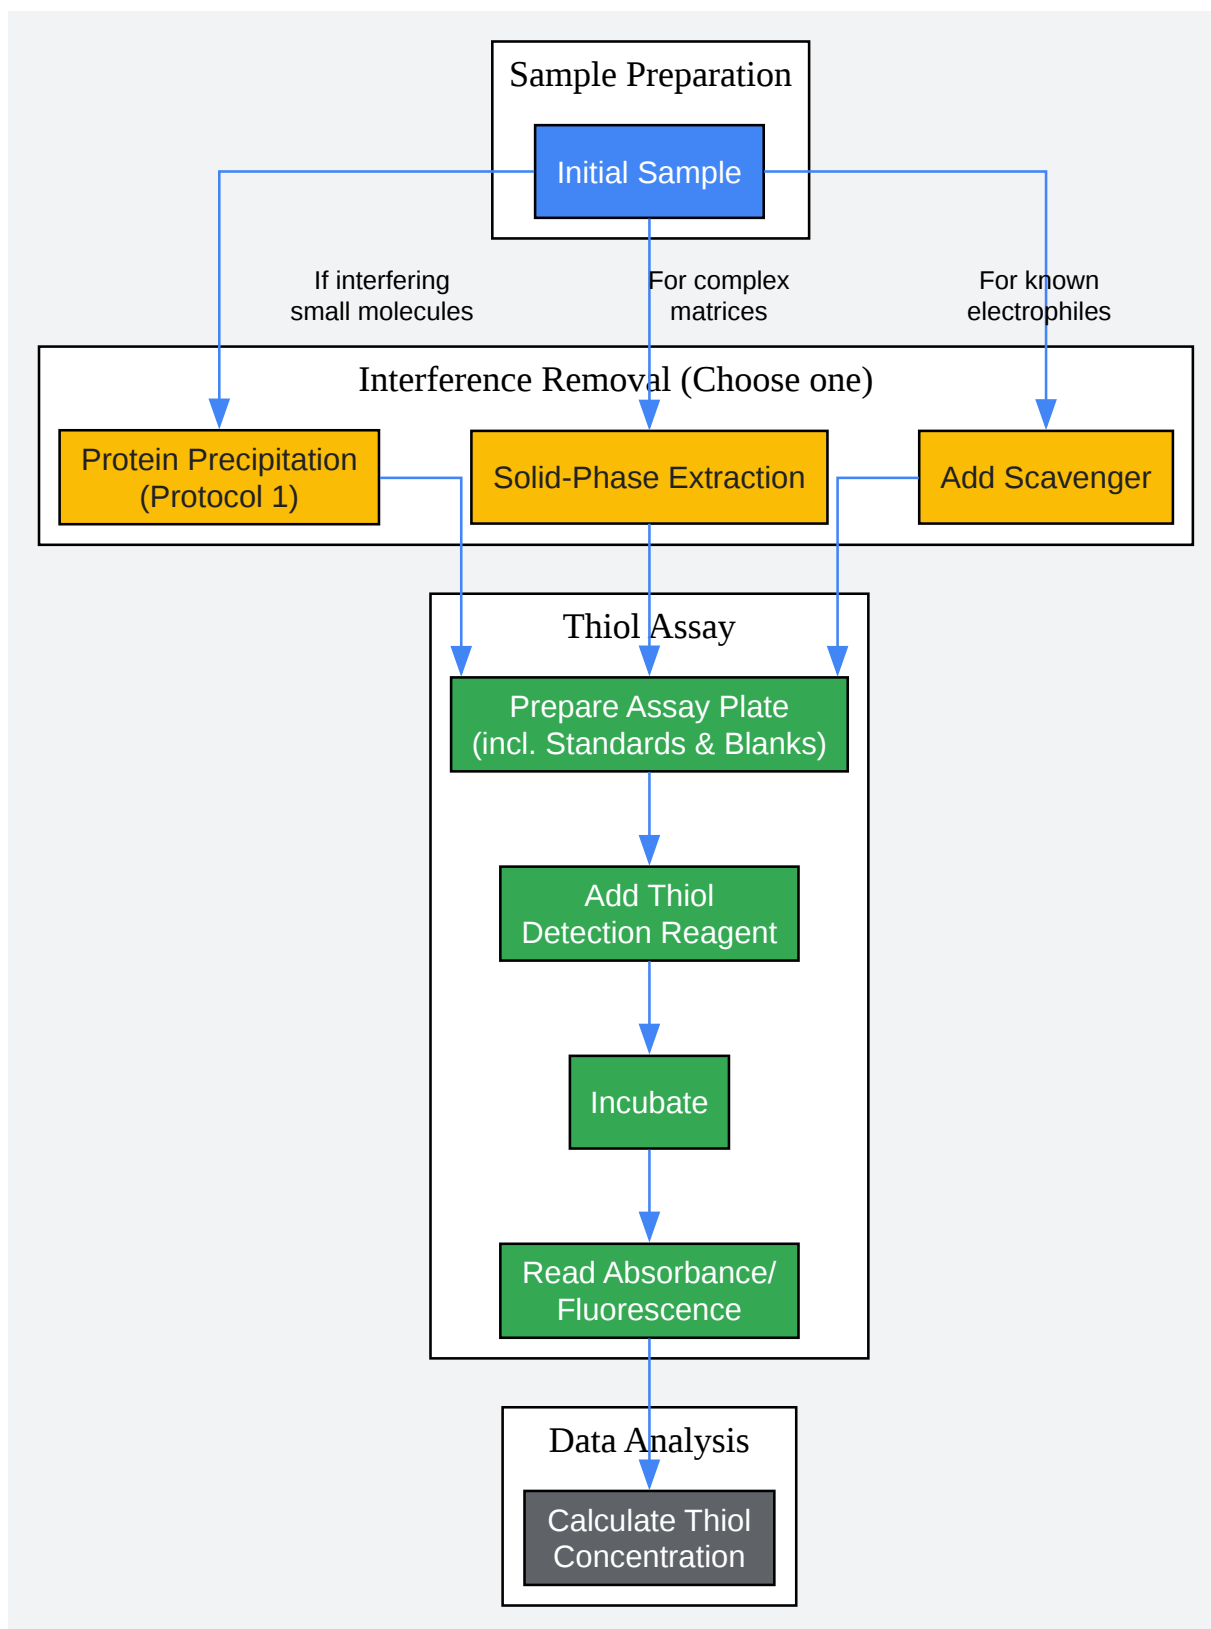 Sample Preparation
Initial Sample
If interfering
small molecules
For complex
matrices
For known
electrophiles
Interference Removal (Choose one)
Protein Precipitation
(Protocol 1)
Solid-Phase Extraction
Add Scavenger
Thiol Assay
Prepare Assay Plate
(incl. Standards & Blanks)
Add Thiol
Detection Reagent
Incubate
Read Absorbance/
Fluorescence
Data Analysis
Calculate Thiol
Concentration